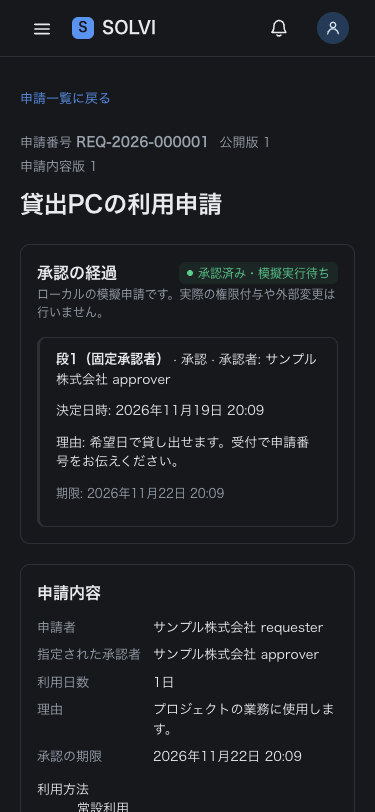 S SOLVI
申請一覧に戻る
申請番号 REQ-2026-000001 公開版 1
申請内容版 1
貸出PCの利用申請
承認の経過
承認済み・模擬実行待ち
ローカルの模擬申請です。実際の権限付与や外部変更は
行いません。
段1（固定承認者） · 承認 · 承認者: サンプル
株式会社 approver
決定日時: 2026年11月19日 20:09
理由: 希望日で貸し出せます。受付で申請番
号をお伝えください。
期限: 2026年11月22日 20:09
申請内容
申請者 サンプル株式会社 requester
指定された承認者 サンプル株式会社 approver
利用日数 1日
理由 プロジェクトの業務に使用しま
す。
承認の期限 2026年11月22日 20:09
利用方法
常設利用